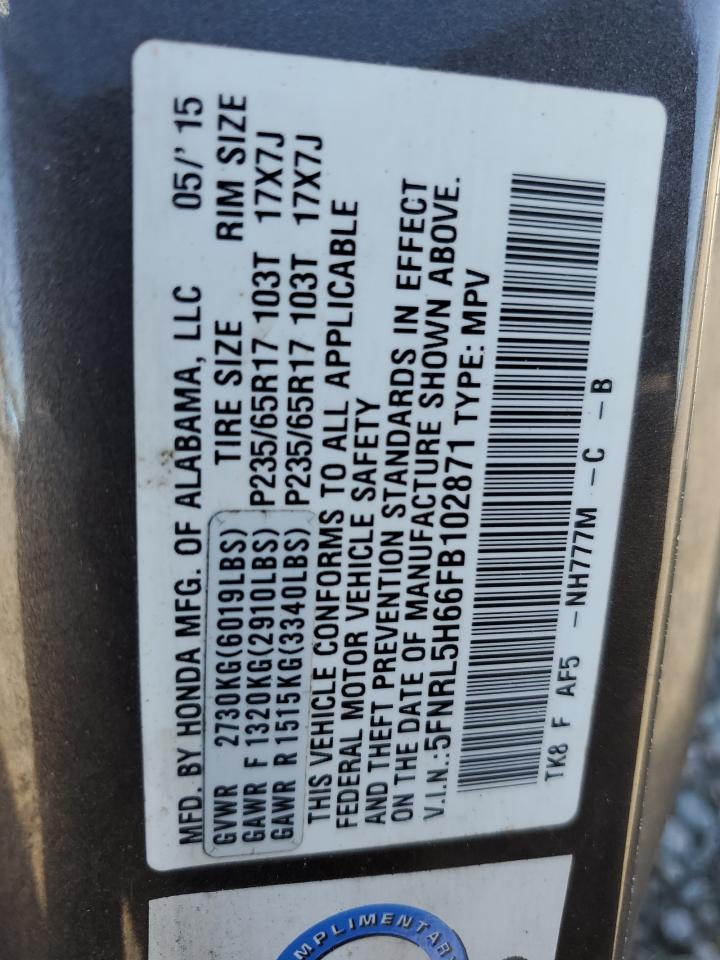 MFD. BY HONDA MFG. OF ALABAMA, LLC 05/' 15
GVWR 2730KG(6019LBS) TIRE SIZE RIM SIZE
GAWR F 1320KG(2910LBS) P235/65R17 103T 17X7J
GAWR R 1515KG(3340LBS) P235/65R17 103T 17X7J
THIS VEHICLE CONFORMS TO ALL APPLICABLE
FEDERAL MOTOR VEHICLE SAFETY
AND THEFT PREVENTION STANDARDS IN EFFECT
ON THE DATE OF MANUFACTURE SHOWN ABOVE.
V.I.N.:5FNRL5H66FB102871 TYPE: MPV
TK8 F AF5 -NH777M -C -B
MPLIMENTARY